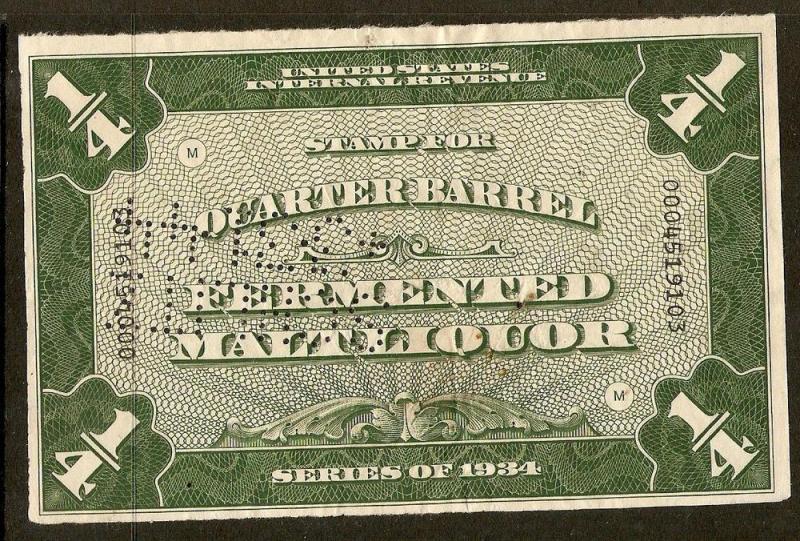 1/4
UNITED STATES
INTERNAL REVENUE
1/4
M
STAMP FOR
QUARTER BARREL
0004519103
0004519103
FERMENTED
MALT LIQUOR
M
1/4
SERIES OF 1934
1/4